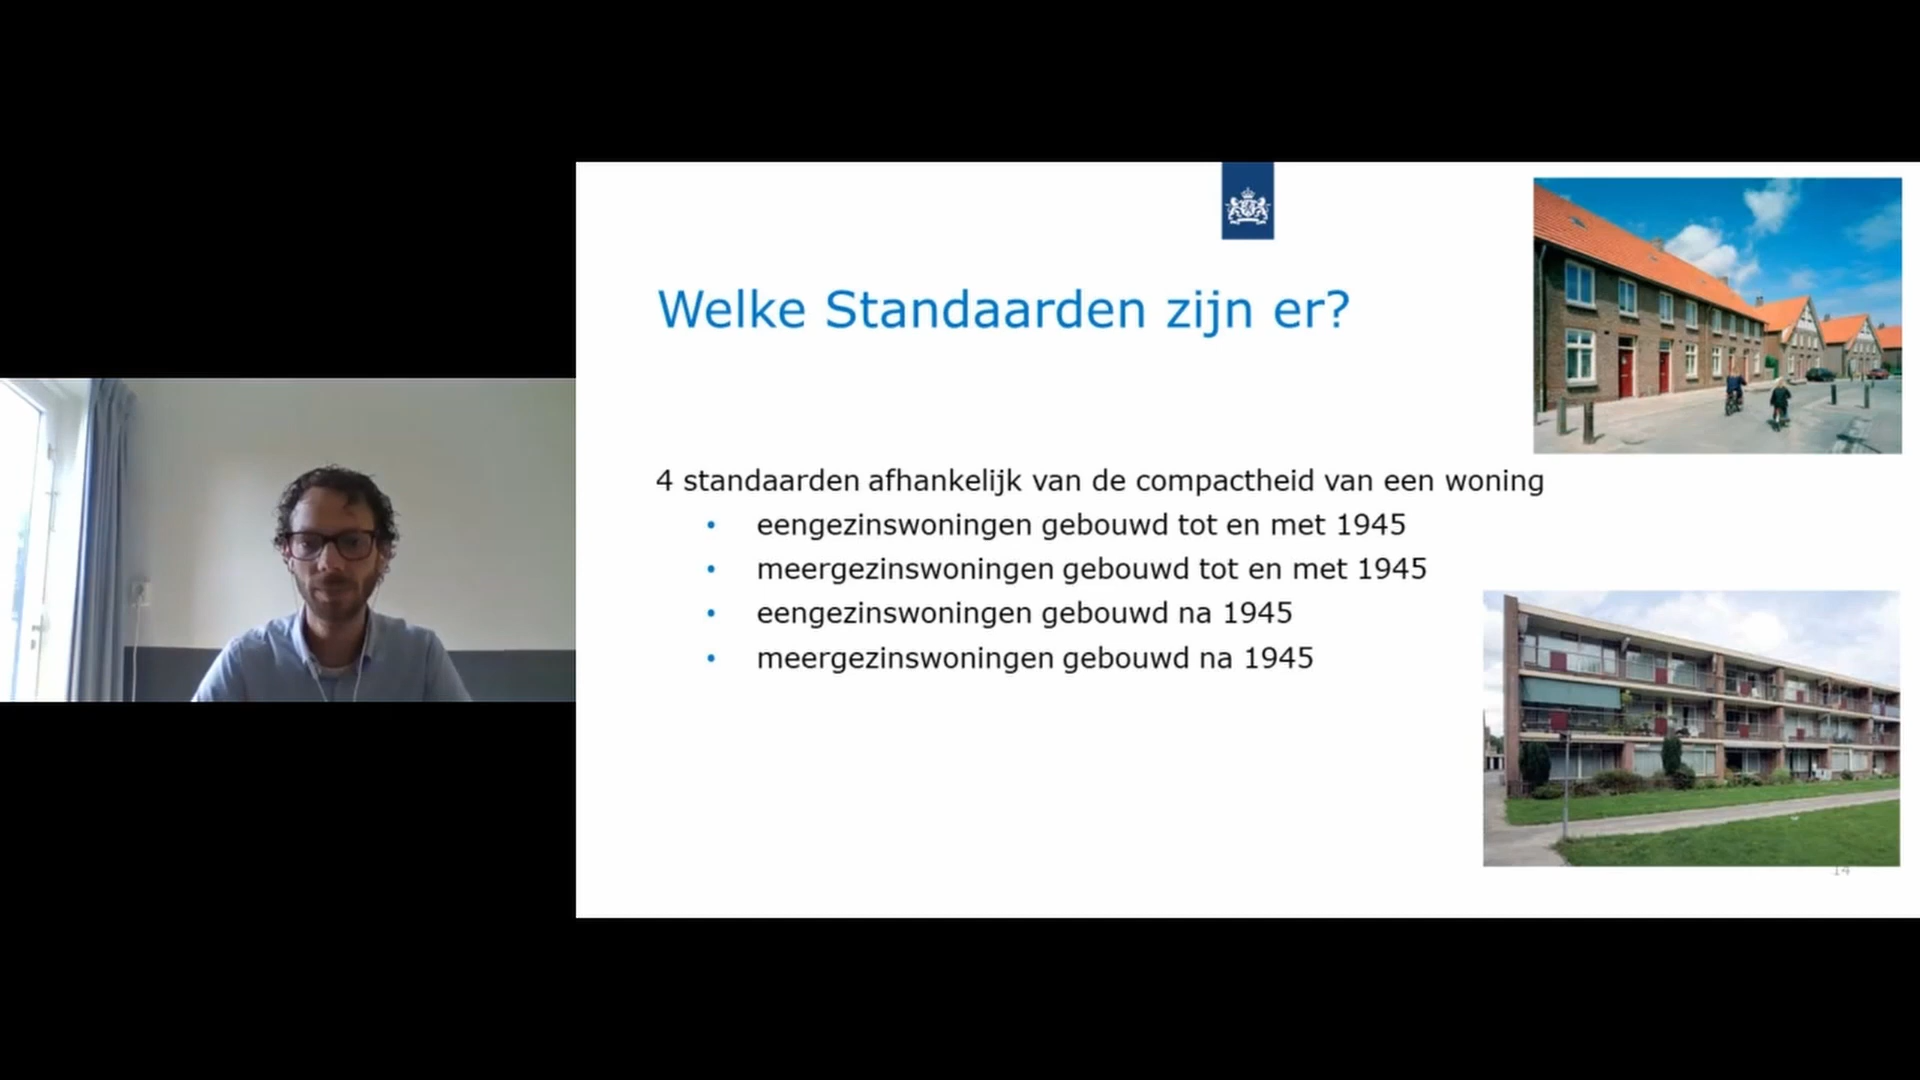 Welke Standaarden zijn er?
4 standaarden afhankelijk van de compactheid van een woning
• eengezinswoningen gebouwd tot en met 1945
• meergezinswoningen gebouwd tot en met 1945
• eengezinswoningen gebouwd na 1945
• meergezinswoningen gebouwd na 1945
14